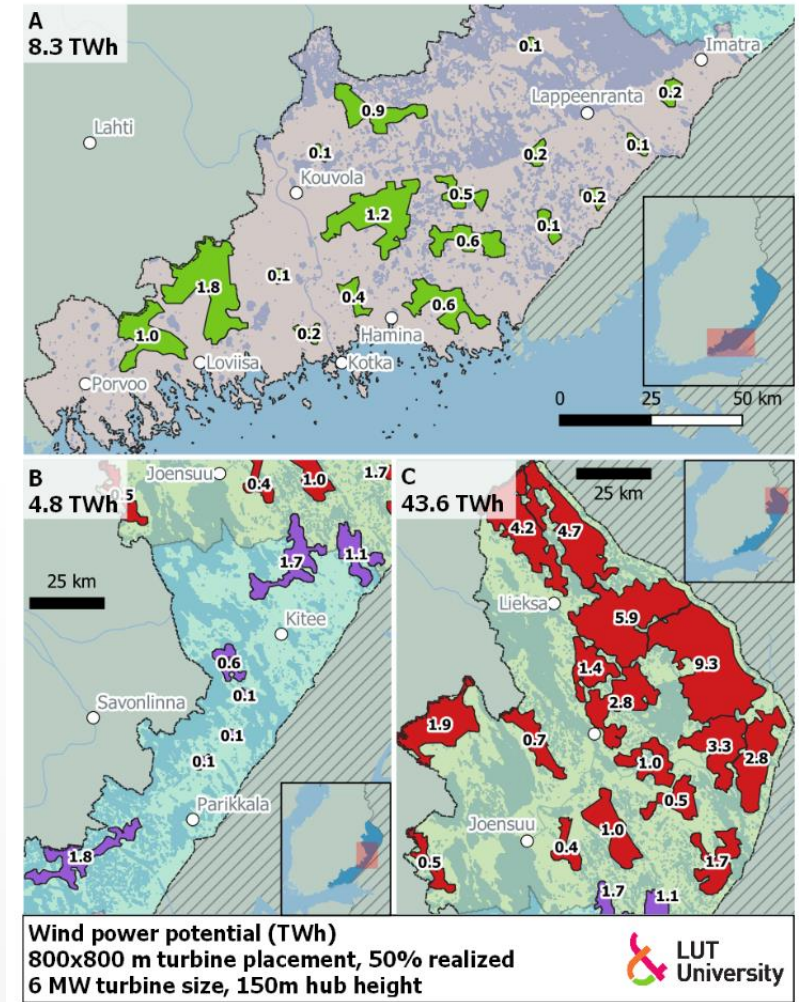 A
8.3 TWh
0.1
Imatra
0.2
Lappeenranta
0.9
Lahti
0.1
0.2
0.1
Kouvola
0.5
0.2
1.2
0.1
0.6
0.1
1.8
0.4
0.6
1.0
0.2
Hamina
Loviisa
Kotka
Porvoo
0 25 50 km
B
4.8 TWh
Joensuu
0.4
1.0
1.7
0.5
1.7
1.1
25 km
Kitee
0.6
0.1
Savonlinna
0.1
0.1
Parikkala
1.8
C
43.6 TWh
25 km
4.2
4.7
Lieksa
5.9
1.4
9.3
2.8
1.9
0.7
3.3
2.8
1.0
0.5
Joensuu
1.0
0.4
0.5
1.7
1.7
1.1
Wind power potential (TWh)
800x800 m turbine placement, 50% realized
6 MW turbine size, 150m hub height
LUT
University